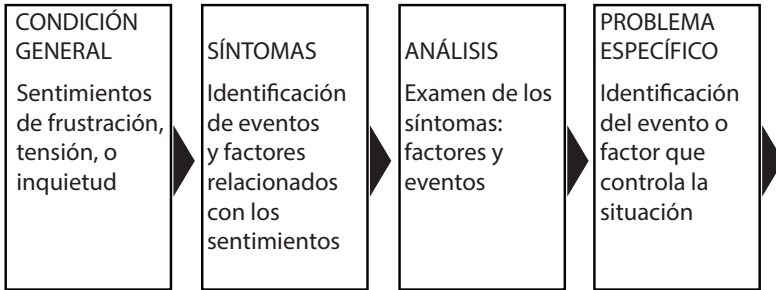 CONDICIÓN
GENERAL
Sentimientos
de frustración,
tensión, o
inquietud
SÍNTOMAS
Identificación
de eventos
y factores
relacionados
con los
sentimientos
ANÁLISIS
Examen de los
síntomas:
factores y
eventos
PROBLEMA
ESPECÍFICO
Identificación
del evento o
factor que
controla la
situación